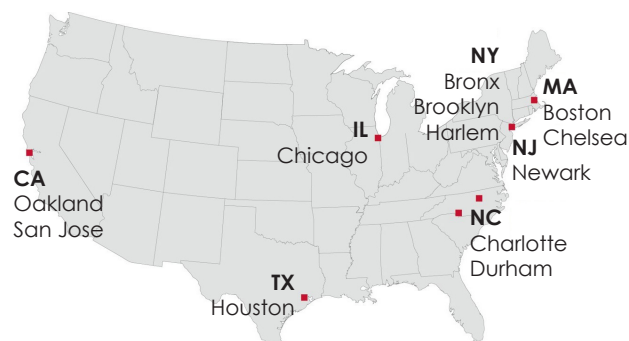 NY
Bronx
Brooklyn
Harlem
MA
Boston
Chelsea
NJ
Newark
IL
Chicago
CA
Oakland
San Jose
NC
Charlotte
Durham
TX
Houston